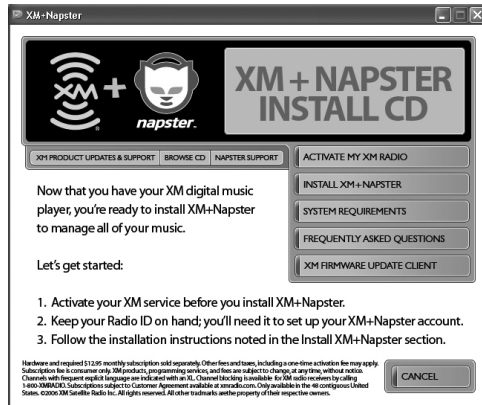 XM+Napster
XM + napster.
XM + NAPSTER
INSTALL CD
XM PRODUCT UPDATES & SUPPORT BROWSE CD NAPSTER SUPPORT
ACTIVATE MY XM RADIO
INSTALL XM+NAPSTER
SYSTEM REQUIREMENTS
FREQUENTLY ASKED QUESTIONS
XM FIRMWARE UPDATE CLIENT
Now that you have your XM digital music
player, you're ready to install XM+Napster
to manage all of your music.
Let's get started:
1. Activate your XM service before you install XM+Napster.
2. Keep your Radio ID on hand; you'll need it to set up your XM+Napster account.
3. Follow the installation instructions noted in the Install XM+Napster section.
Hardware and required $12.95 monthly subscription sold separately. Other fees and taxes, including a one-time activation fee may apply.
Subscription fee is consumer only. XM products, programming services, and fees are subject to change, at any time, without notice.
Channels with frequent explicit language are indicated with an XL. Channel blocking is available for XM radio receivers by calling
1-800-XMRADIO. Subscriptions subject to Customer Agreement available at xmradio.com. Only available in the 48 contiguous United
States. ©2006 XM Satellite Radio Inc. All rights reserved. All other tradmarks aethe property of their respective owners.
CANCEL